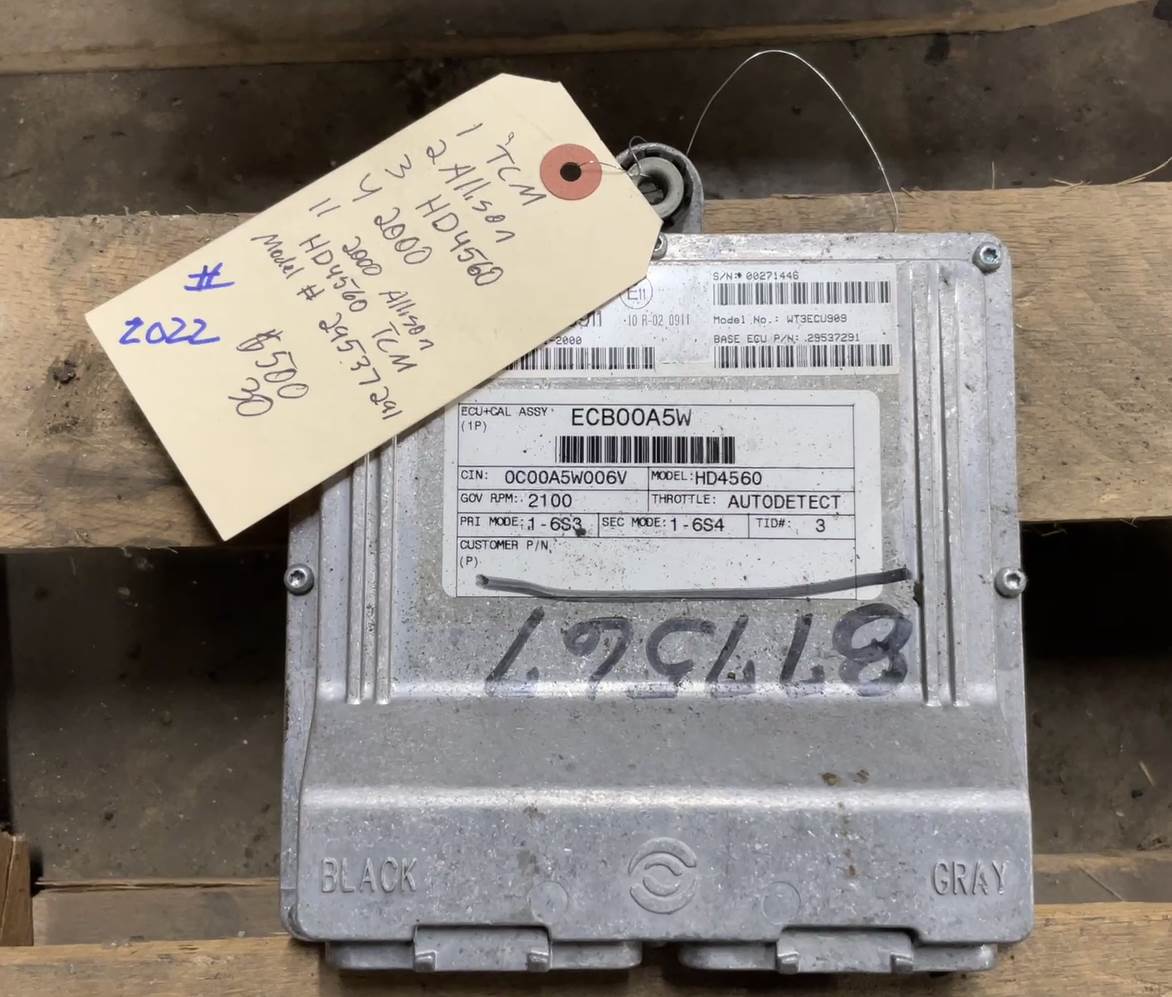 1 TCM
2 Allison
3 HD4560
4 2000
11 2000 Allison
HD4560 TCM
Model # 29537291
$500
30
#
2022
E11
10 R-02 0911
S/N: 00271446
Model No.: WT3ECU909
BASE ECU P/N: 29537291
ECU+CAL ASSY
(1P)
ECB00A5W
CIN: 0C00A5W006V MODEL: HD4560
GOV RPM: 2100 THROTTLE: AUTODETECT
PRI MODE: 1-6S3 SEC MODE: 1-6S4 TID#: 3
CUSTOMER P/N
(P)
BLACK
GRAY